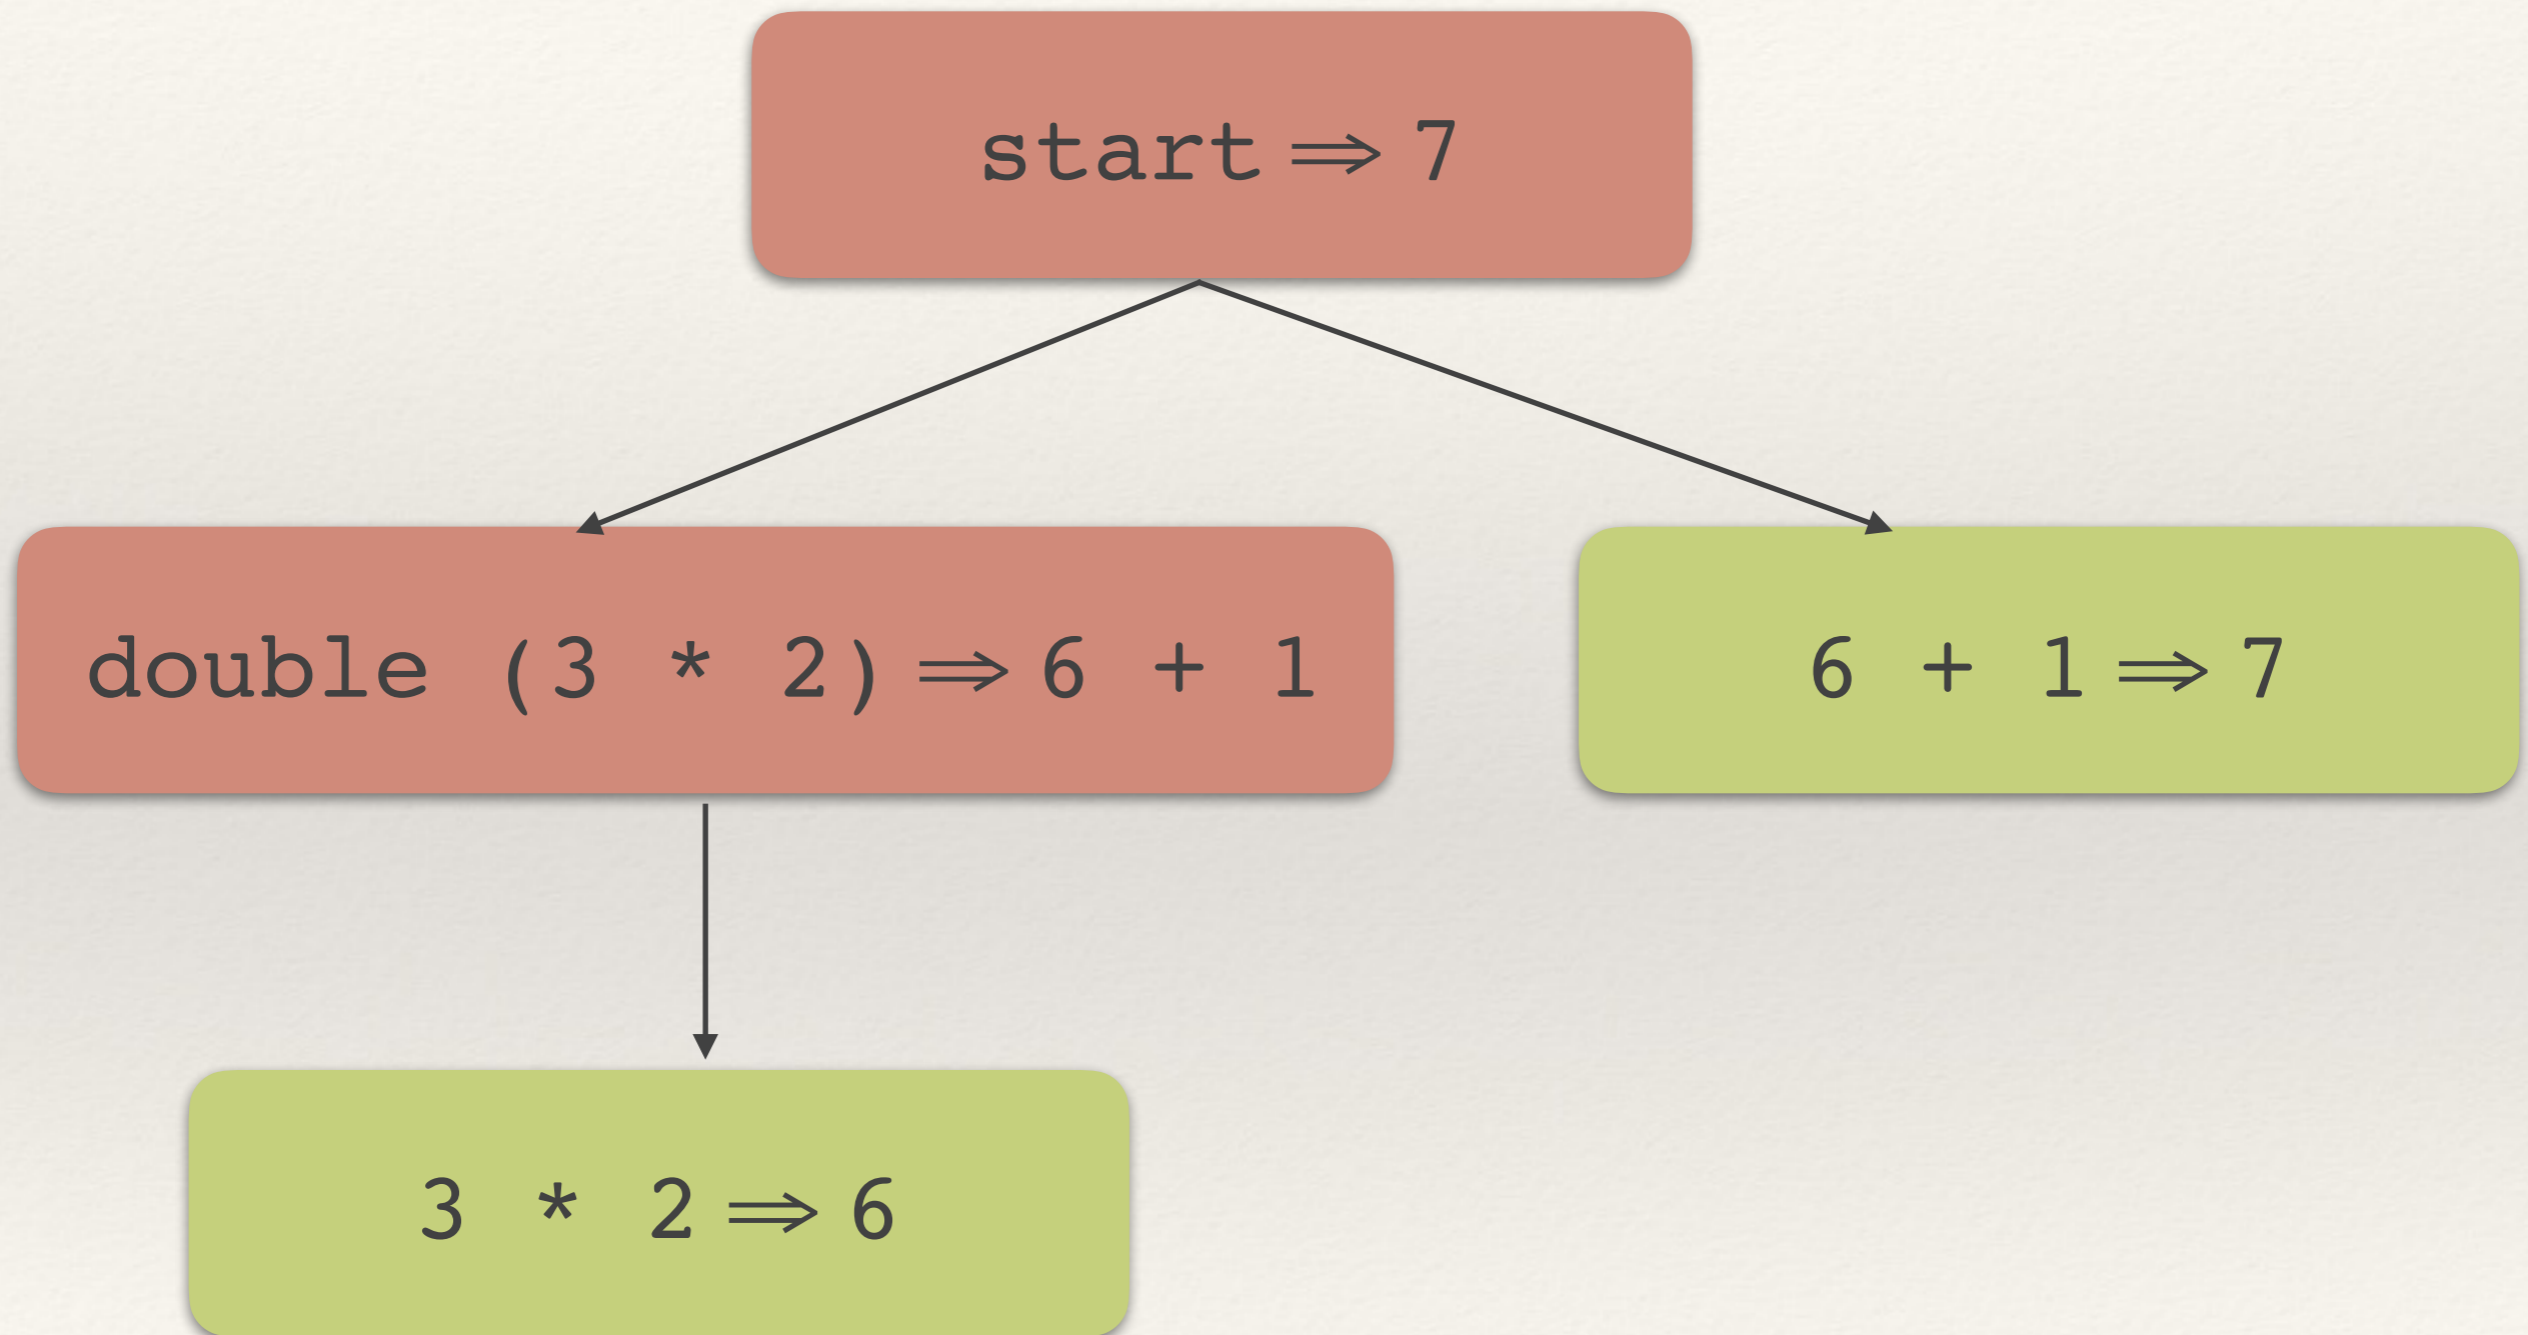 start ⇒ 7
double (3 * 2) ⇒ 6 + 1
6 + 1 ⇒ 7
3 * 2 ⇒ 6